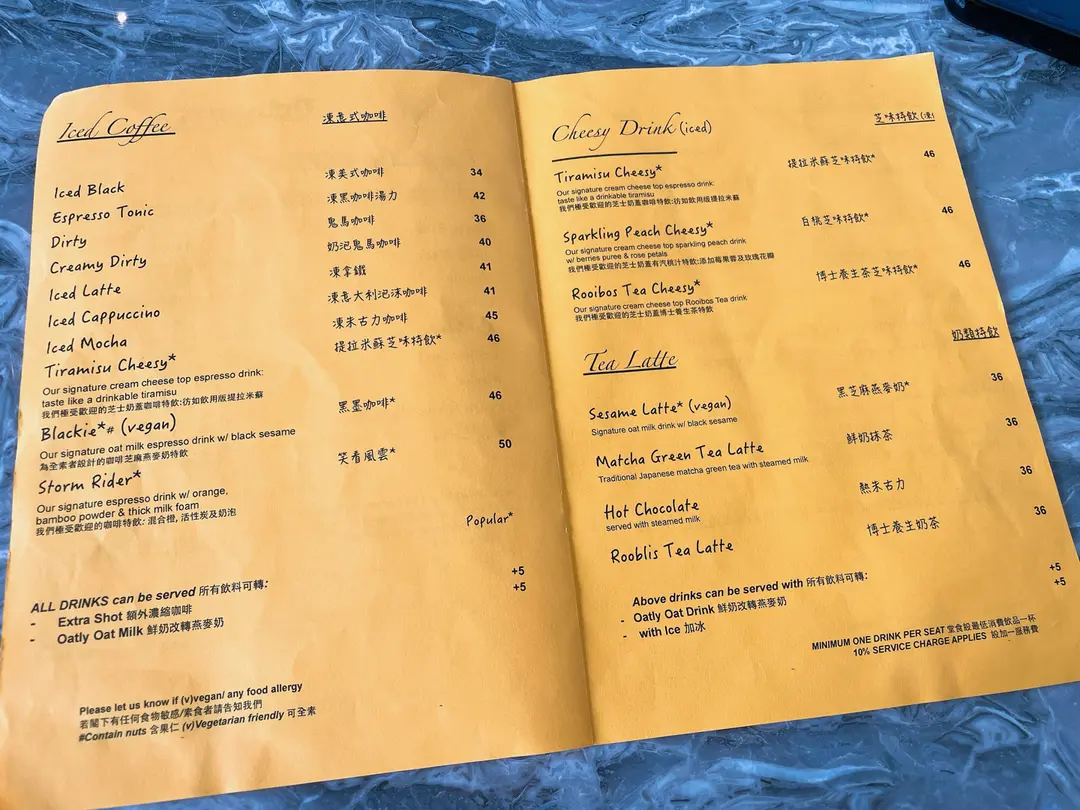 Iced Coffee 凍意式咖啡
Iced Black 凍美式咖啡 34
Espresso Tonic 凍黑咖啡湯力 42
Dirty 鬼馬咖啡 36
Creamy Dirty 奶泡鬼馬咖啡 40
Iced Latte 凍拿鐵 41
Iced Cappuccino 凍意大利泡沫咖啡 41
Iced Mocha 凍朱古力咖啡 45
Tiramisu Cheesy* 提拉米蘇芝味特飲* 46
Our signature cream cheese top espresso drink:
taste like a drinkable tiramisu
我們極受歡迎的芝士奶蓋咖啡特飲:彷如飲用版提拉米蘇
Blackie*# (vegan) 黑墨咖啡* 46
Our signature oat milk espresso drink w/ black sesame
為全素者設計的咖啡芝麻燕麥奶特飲
Storm Rider* 笑看風雲* 50
Our signature espresso drink w/ orange,
bamboo powder & thick milk foam
我們極受歡迎的咖啡特飲: 混合橙, 活性炭及奶泡
Popular*
ALL DRINKS can be served 所有飲料可轉:
- Extra Shot 額外濃縮咖啡 +5
- Oatly Oat Milk 鮮奶改轉燕麥奶 +5
Please let us know if (v)vegan/ any food allergy
若閣下有任何食物敏感/素食者請告知我們
#Contain nuts 含果仁 (v)Vegetarian friendly 可全素
Cheesy Drink (iced) 芝味特飲 (凍)
Tiramisu Cheesy* 提拉米蘇芝味特飲* 46
Our signature cream cheese top espresso drink:
taste like a drinkable tiramisu
我們極受歡迎的芝士奶蓋咖啡特飲:彷如飲用版提拉米蘇
Sparkling Peach Cheesy* 白桃芝味特飲* 46
Our signature cream cheese top sparkling peach drink
w/ berries puree & rose petals
我們極受歡迎的芝士奶蓋有汽桃汁特飲:添加莓果蓉及玫瑰花瓣
Rooibos Tea Cheesy* 博士養生茶芝味特飲* 46
Our signature cream cheese top Rooibos Tea drink
我們極受歡迎的芝士奶蓋博士養生茶特飲
Tea Latte 奶類特飲
Sesame Latte* (vegan) 黑芝麻燕麥奶* 36
Signature oat milk drink w/ black sesame
Matcha Green Tea Latte 鮮奶抹茶 36
Traditional Japanese matcha green tea with steamed milk
Hot Chocolate 熱朱古力 36
served with steamed milk
Rooblis Tea Latte 博士養生奶茶 36
Above drinks can be served with 所有飲料可轉:
- Oatly Oat Drink 鮮奶改轉燕麥奶 +5
- with Ice 加冰 +5
MINIMUM ONE DRINK PER SEAT 堂食設最低消費飲品一杯
10% SERVICE CHARGE APPLIES 設加一服務費